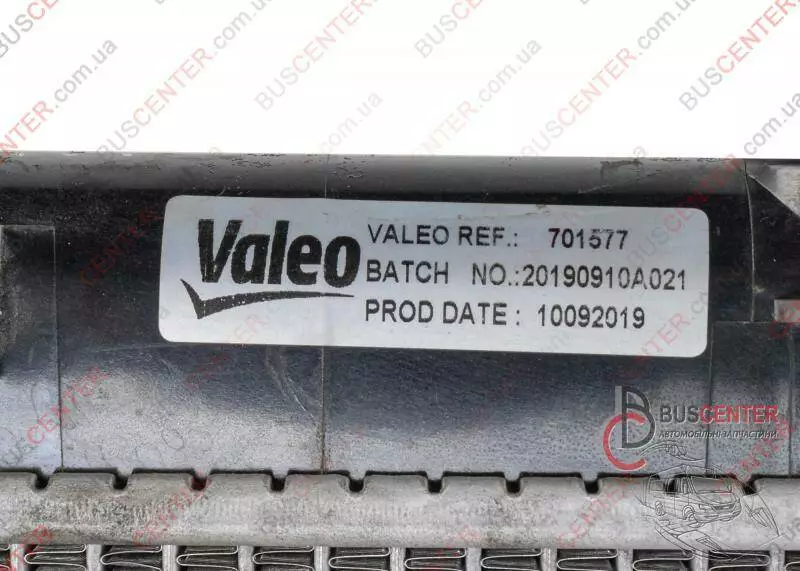 Valeo
VALEO REF.: 701577
BATCH NO.:20190910A021
PROD DATE : 10092019
BUSCENTER
АВТОМОБІЛЬНІ ЗАПЧАСТИНИ
BUSCENTER.com.ua